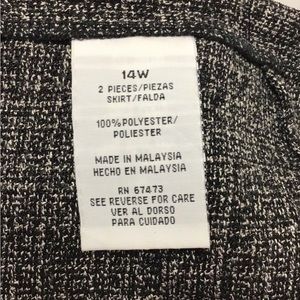 14W
2 PIECES/PIEZAS
SKIRT/FALDA
100% POLYESTER/
POLIESTER
MADE IN MALAYSIA
HECHO EN MALAYSIA
RN 67473
SEE REVERSE FOR CARE
VER AL DORSO
PARA CUIDADO